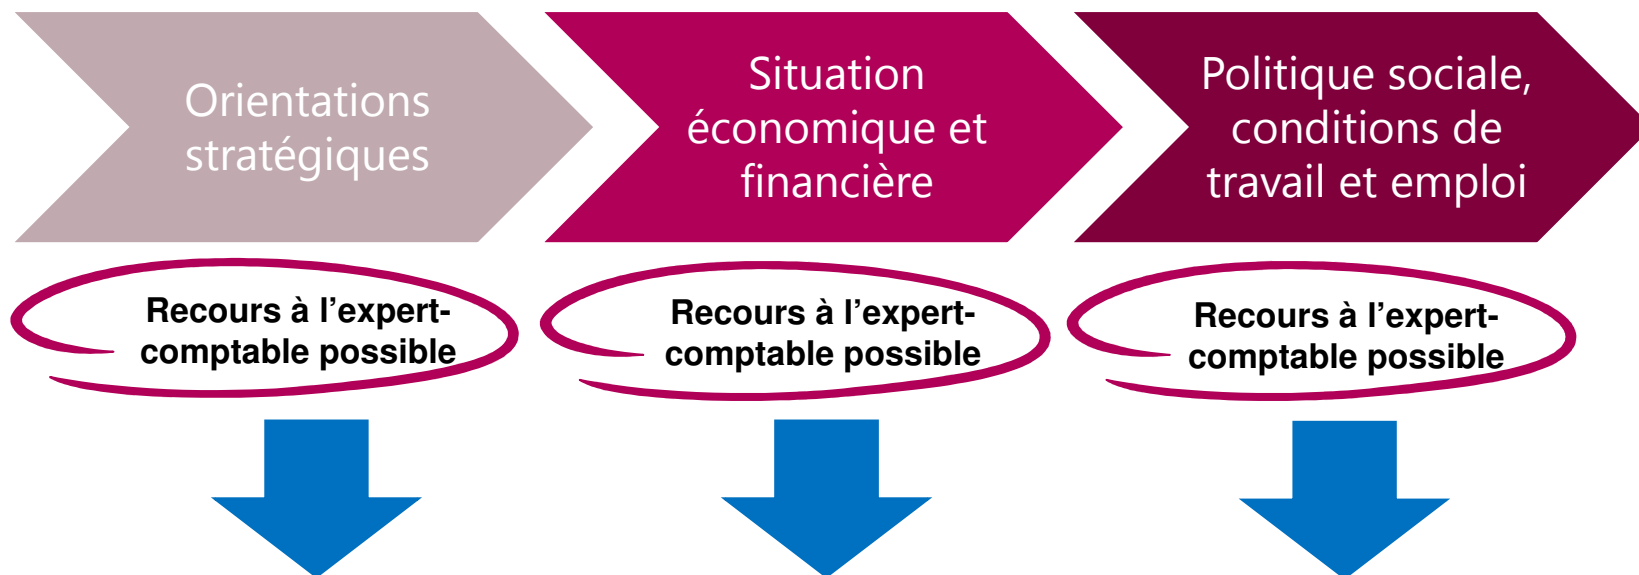 Orientations
stratégiques
Situation
économique et
financière
Politique sociale,
conditions de
travail et emploi
Recours à l’expert-
comptable possible
Recours à l’expert-
comptable possible
Recours à l’expert-
comptable possible